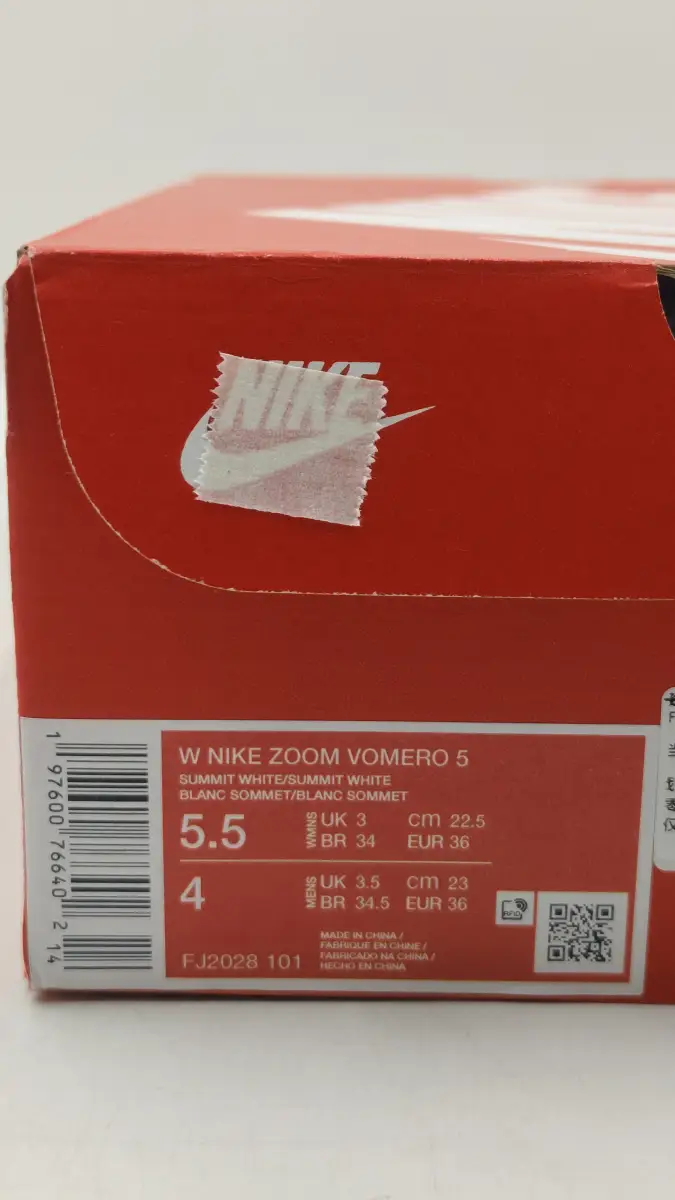 NIKE
W NIKE ZOOM VOMERO 5
SUMMIT WHITE/SUMMIT WHITE
BLANC SOMMET/BLANC SOMMET
5.5 WMNS UK 3 cm 22.5
BR 34 EUR 36
4 MENS UK 3.5 cm 23
BR 34.5 EUR 36
MADE IN CHINA /
FABRIQUE EN CHINE /
FABRICADO NA CHINA /
HECHO EN CHINA
FJ2028 101
RFID
1 97600 76640 2 14